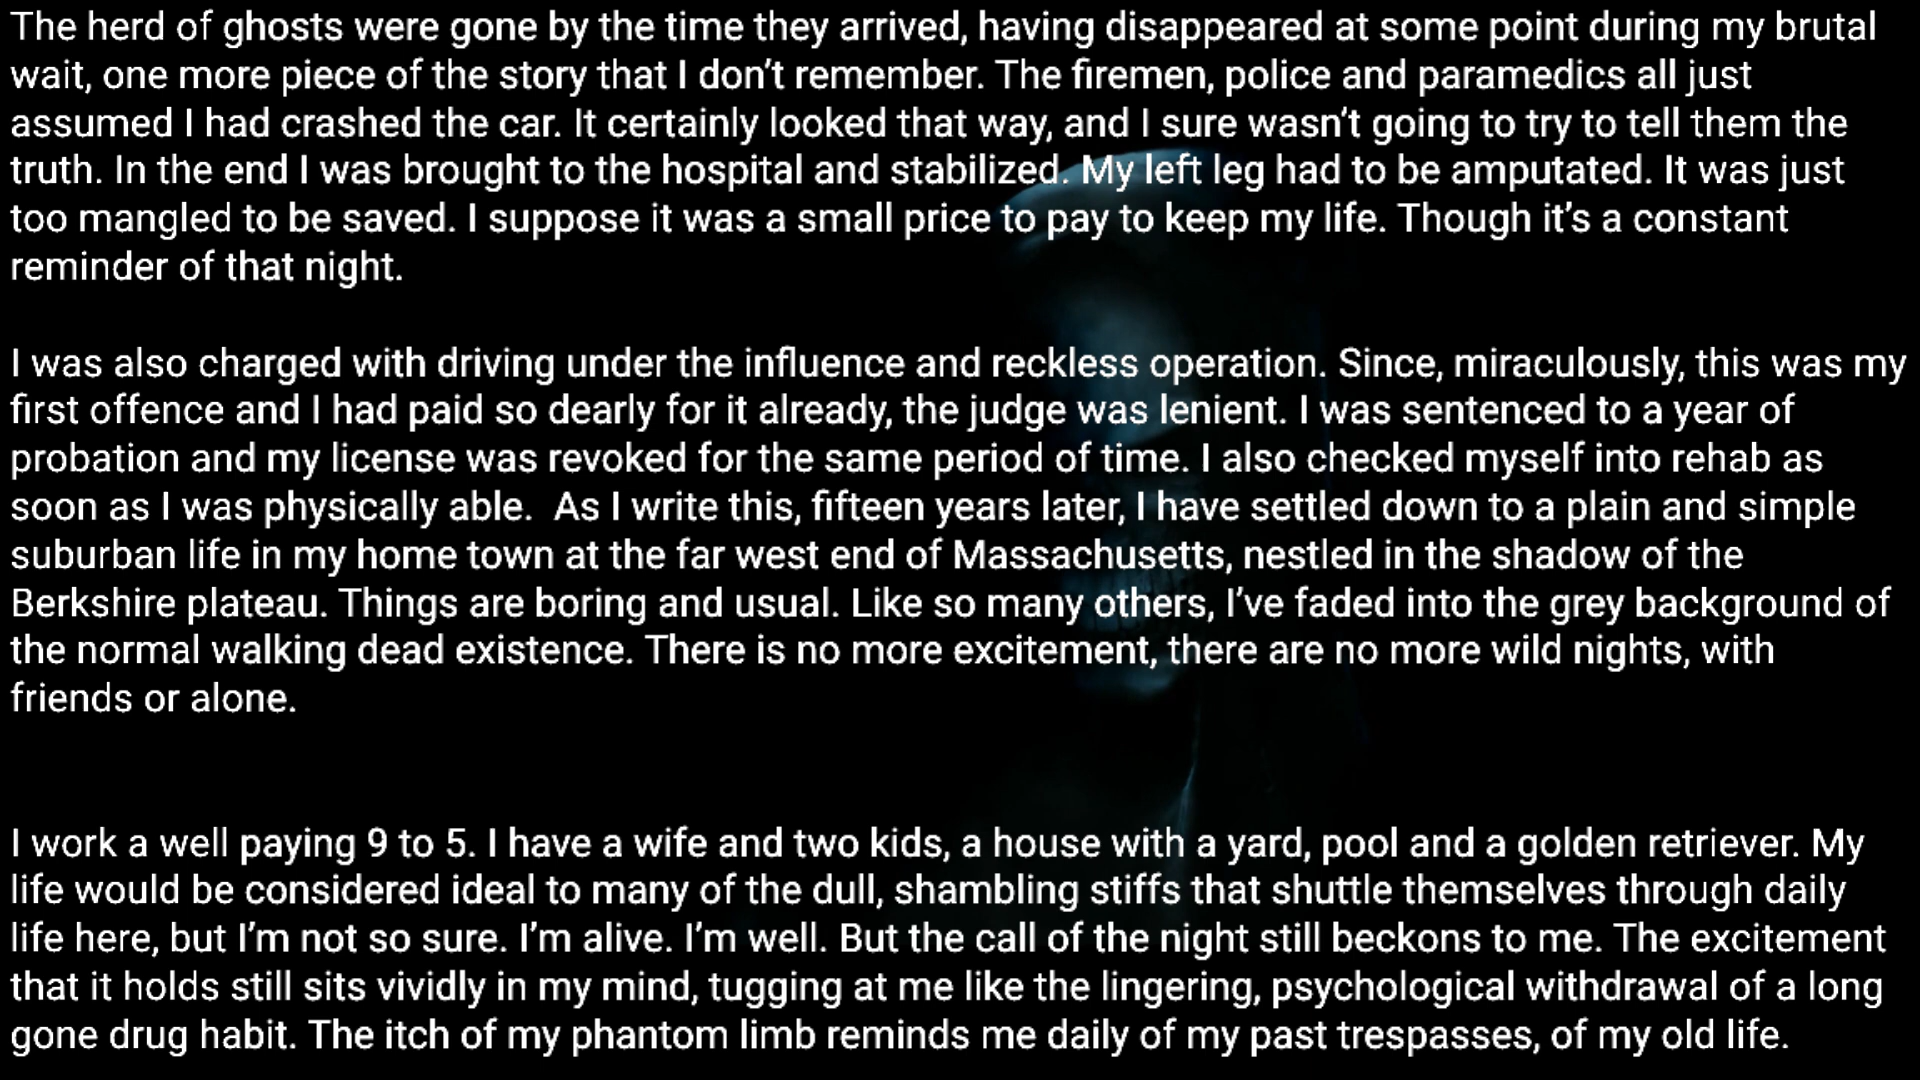 The herd of ghosts were gone by the time they arrived, having disappeared at some point during my brutal
wait, one more piece of the story that I don’t remember. The firemen, police and paramedics all just
assumed I had crashed the car. It certainly looked that way, and I sure wasn’t going to try to tell them the
truth. In the end I was brought to the hospital and stabilized. My left leg had to be amputated. It was just
too mangled to be saved. I suppose it was a small price to pay to keep my life. Though it’s a constant
reminder of that night.
I was also charged with driving under the influence and reckless operation. Since, miraculously, this was my
first offence and I had paid so dearly for it already, the judge was lenient. I was sentenced to a year of
probation and my license was revoked for the same period of time. I also checked myself into rehab as
soon as I was physically able.  As I write this, fifteen years later, I have settled down to a plain and simple
suburban life in my home town at the far west end of Massachusetts, nestled in the shadow of the
Berkshire plateau. Things are boring and usual. Like so many others, I’ve faded into the grey background of
the normal walking dead existence. There is no more excitement, there are no more wild nights, with
friends or alone.
I work a well paying 9 to 5. I have a wife and two kids, a house with a yard, pool and a golden retriever. My
life would be considered ideal to many of the dull, shambling stiffs that shuttle themselves through daily
life here, but I’m not so sure. I’m alive. I’m well. But the call of the night still beckons to me. The excitement
that it holds still sits vividly in my mind, tugging at me like the lingering, psychological withdrawal of a long
gone drug habit. The itch of my phantom limb reminds me daily of my past trespasses, of my old life.